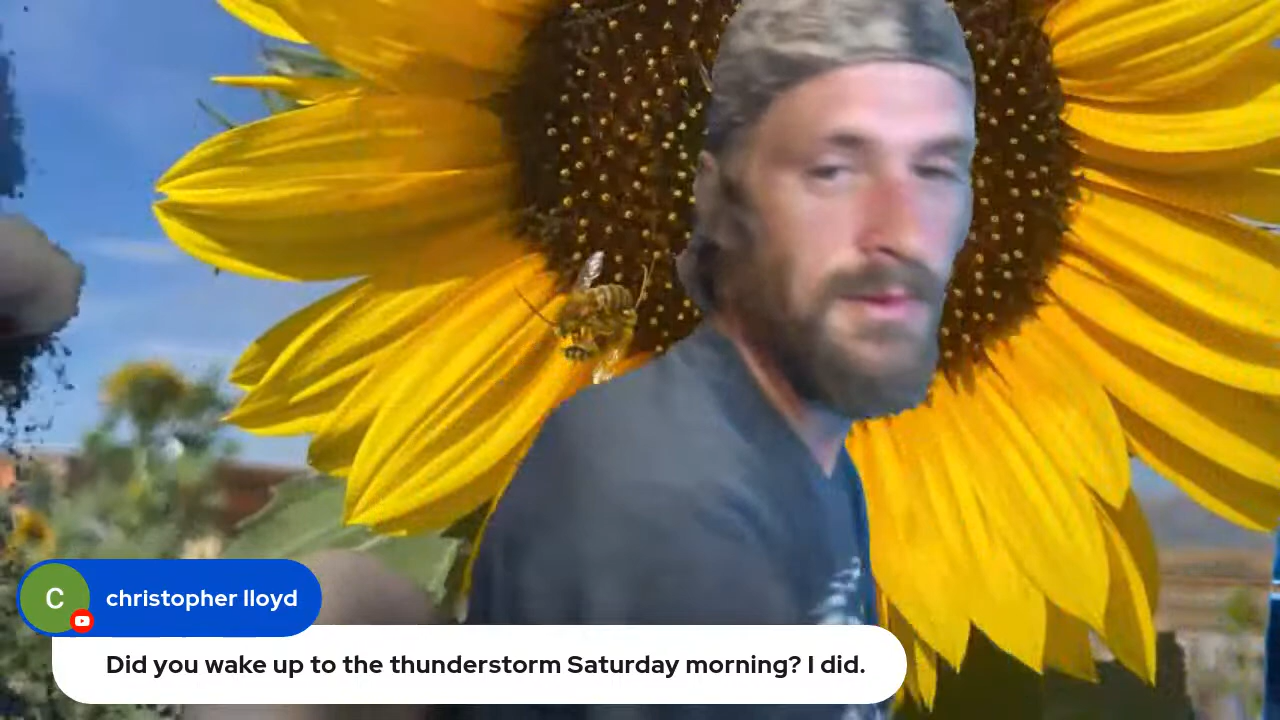 C
christopher lloyd
Did you wake up to the thunderstorm Saturday morning? I did.